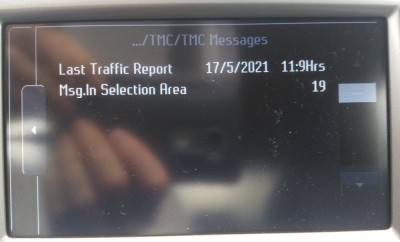 .../TMC/TMC Messages
Last Traffic Report 17/5/2021 11:9Hrs
Msg.In Selection Area 19